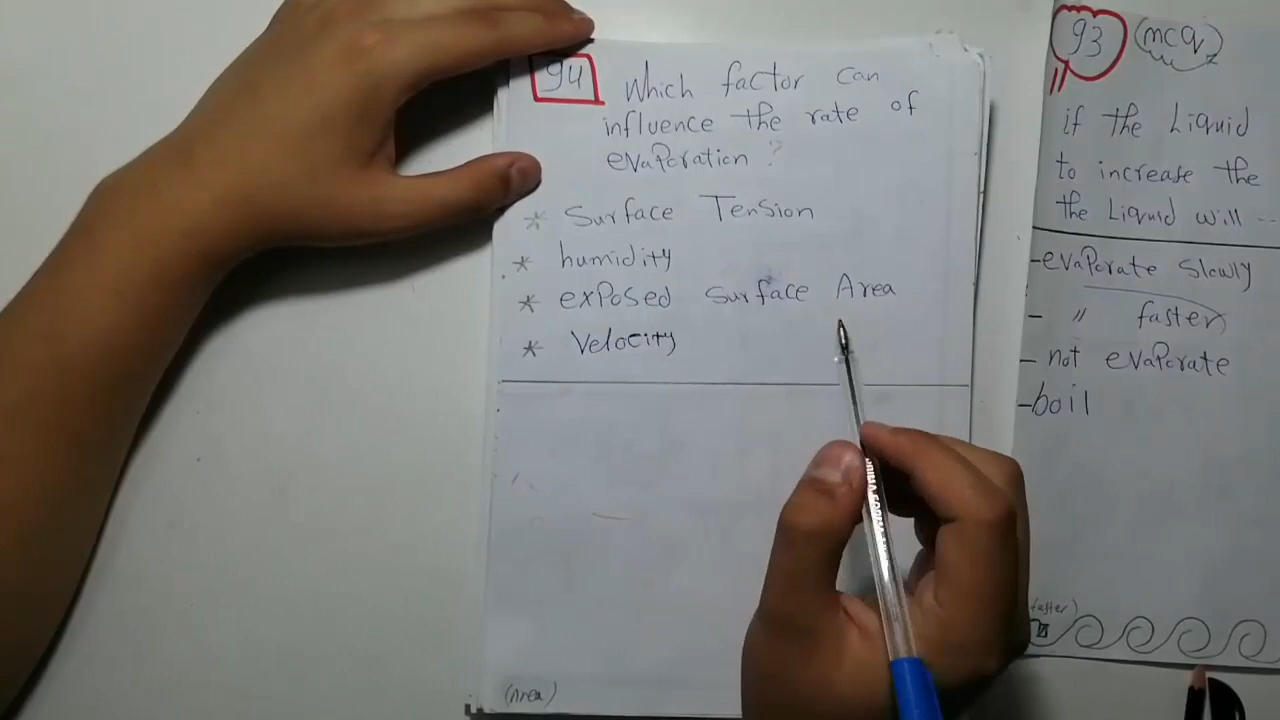 94 Which factor can
influence the rate of
evaporation ?
* Surface Tension
* humidity
* exposed surface Area
* Velocity
(Area)
93 (mcq)
if the Liquid
to increase the
the Liquid will --
-evaporate slowly
- " faster
- not evaporate
-boil
faster)